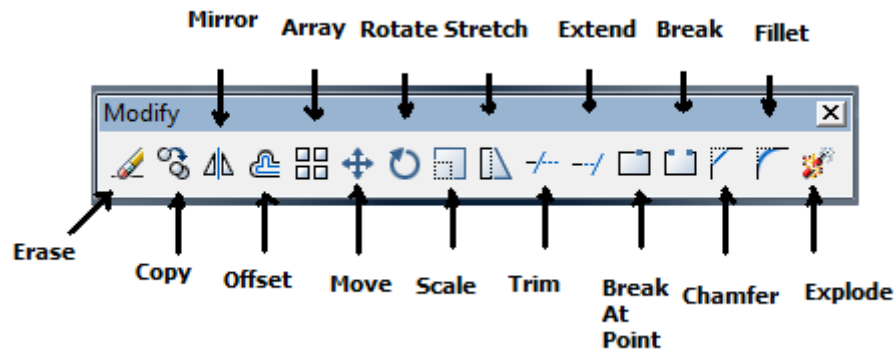 Mirror Array Rotate Stretch Extend Break Fillet
Modify
Erase
Copy Offset Move Scale Trim Break Chamfer Explode
At
Point